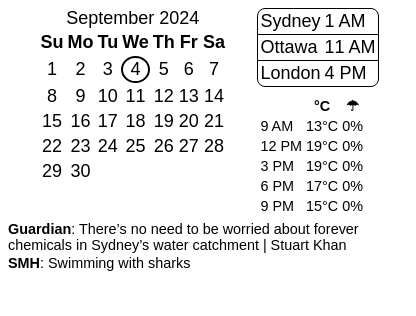 September 2024
Su Mo Tu We Th Fr Sa
1 2 3 4 5 6 7
8 9 10 11 12 13 14
15 16 17 18 19 20 21
22 23 24 25 26 27 28
29 30
Sydney 1 AM
Ottawa 11 AM
London 4 PM
°C ☂
9 AM 13°C 0%
12 PM 19°C 0%
3 PM 19°C 0%
6 PM 17°C 0%
9 PM 15°C 0%
Guardian: There’s no need to be worried about forever
chemicals in Sydney’s water catchment | Stuart Khan
SMH: Swimming with sharks